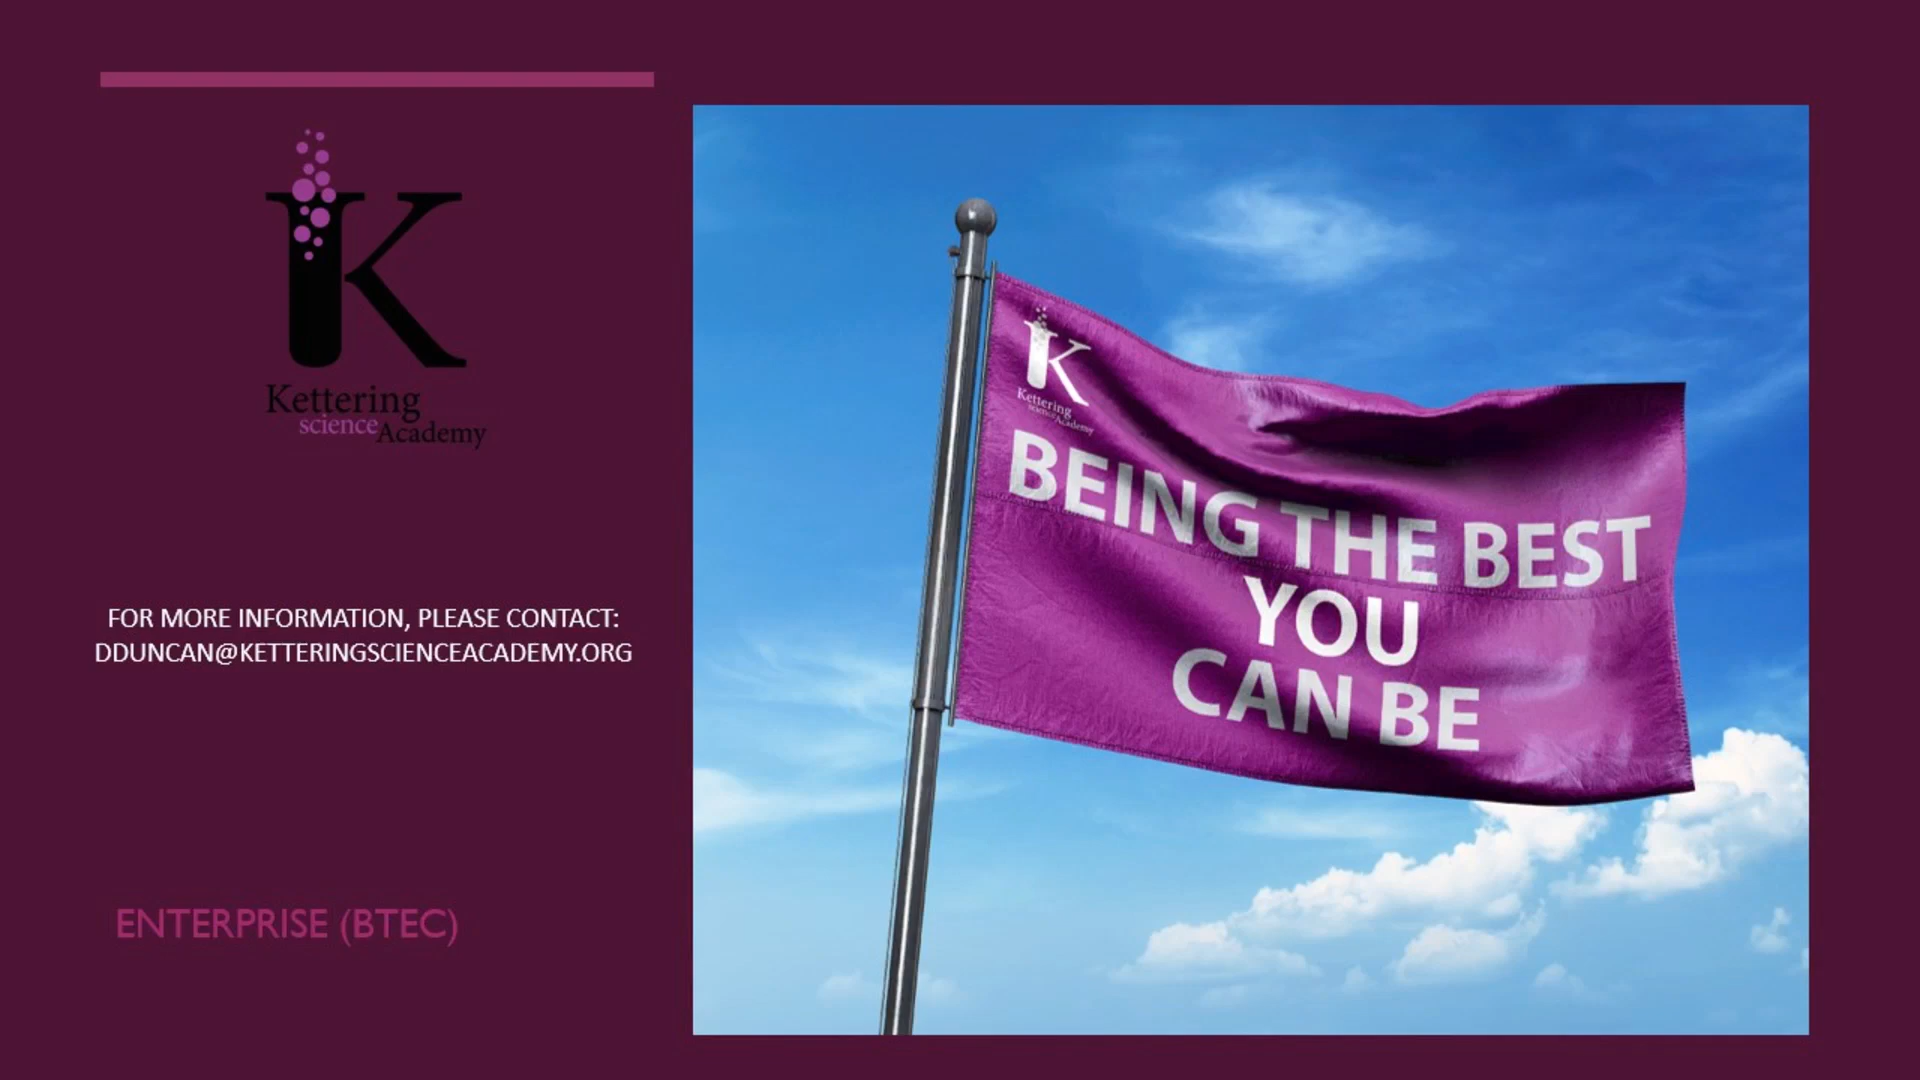 Kettering
science
Academy
FOR MORE INFORMATION, PLEASE CONTACT:
DDUNCAN@KETTERINGSCIENCEACADEMY.ORG
ENTERPRISE (BTEC)
Kettering
science
Academy
BEING THE BEST
YOU
CAN BE